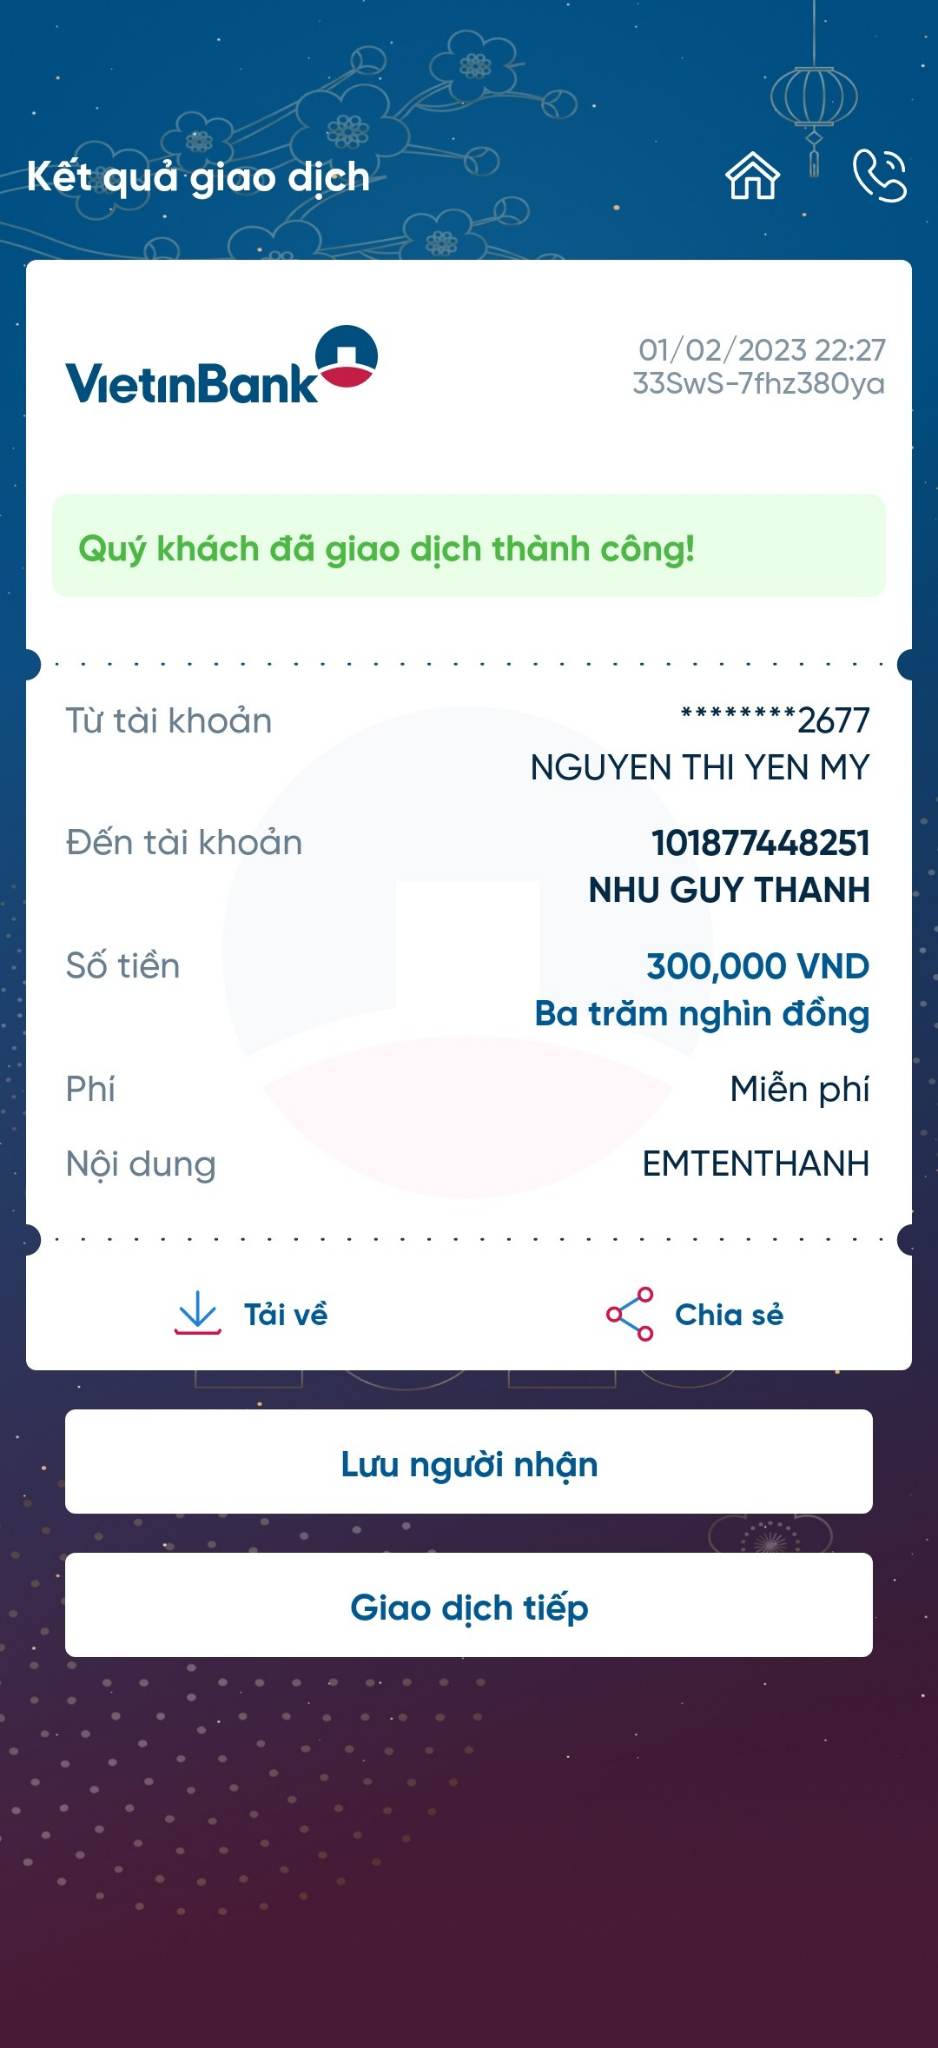 Kết quả giao dịch
VietinBank
01/02/2023 22:27
33SwS-7fhz380ya
Quý khách đã giao dịch thành công!
Từ tài khoản
********2677
NGUYEN THI YEN MY
Đến tài khoản
101877448251
NHU GUY THANH
Số tiền
300,000 VND
Ba trăm nghìn đồng
Phí
Miễn phí
Nội dung
EMTENTHANH
Tải về
Chia sẻ
Lưu người nhận
Giao dịch tiếp